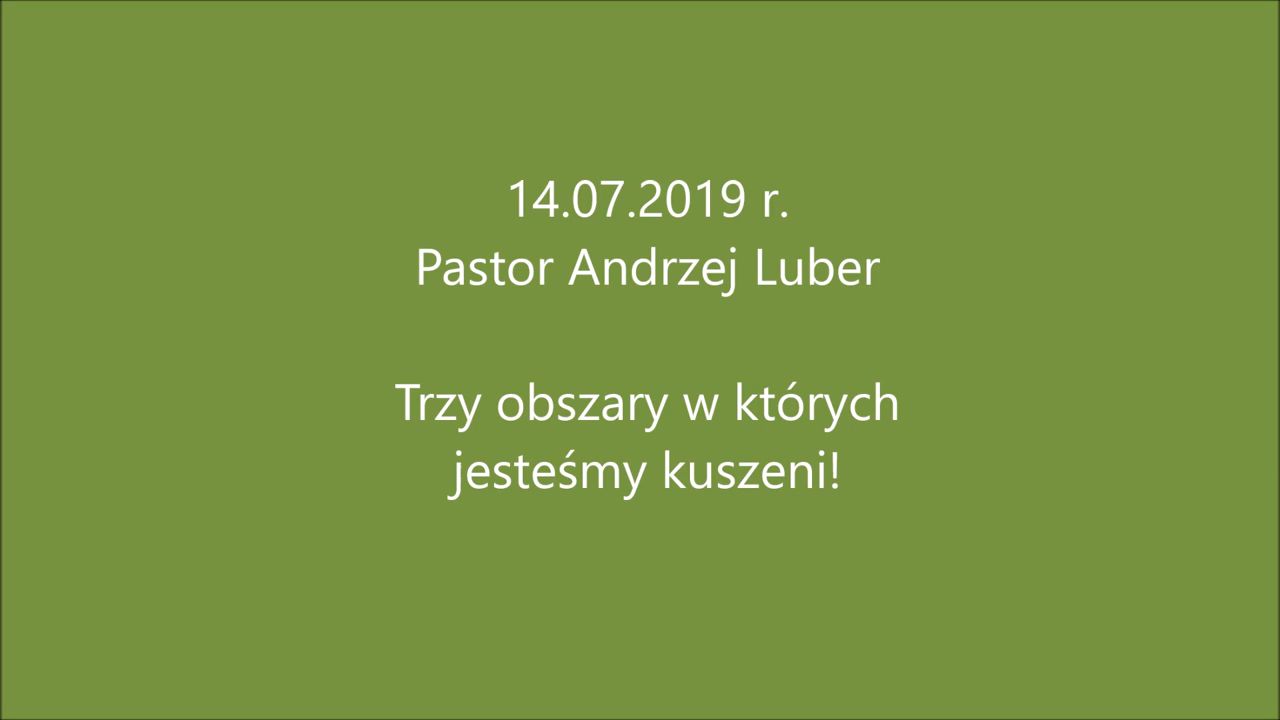 14.07.2019 r.
Pastor Andrzej Luber
Trzy obszary w których
jesteśmy kuszeni!